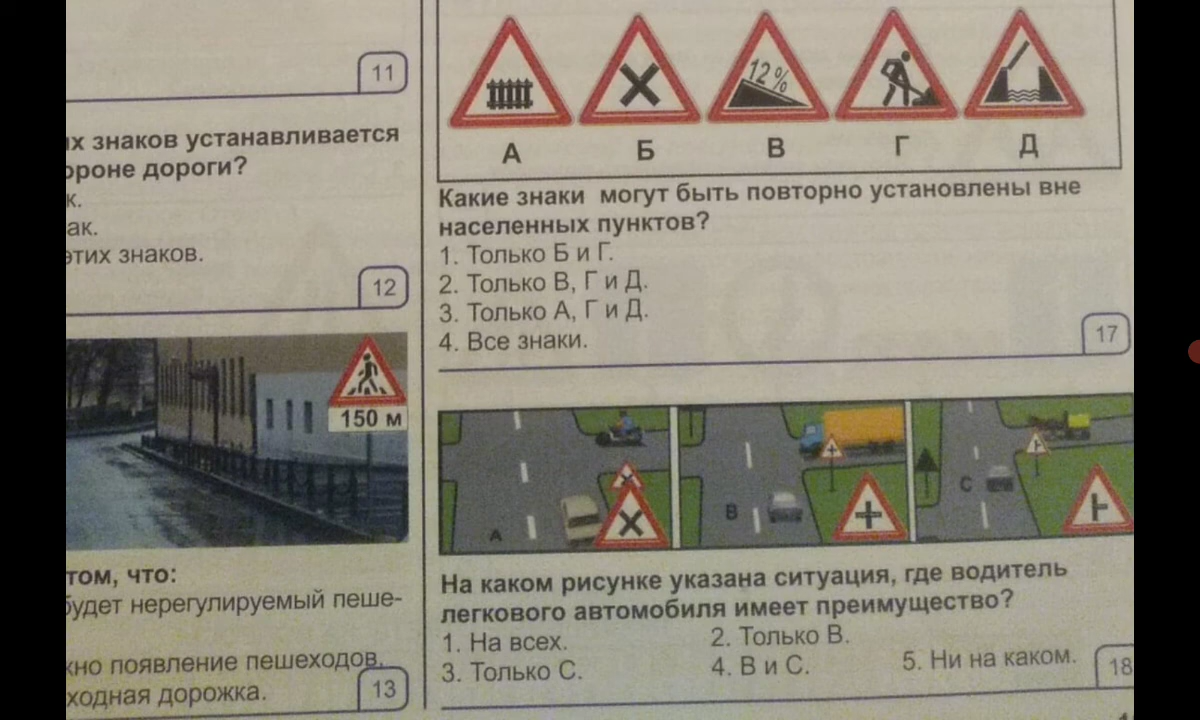 11
х знаков устанавливается
ороне дороги?
к.
ак.
этих знаков.
12
150 м
том, что:
будет нерегулируемый пеше-
жно появление пешеходов,
ходная дорожка.
13
12%
А Б В Г Д
Какие знаки могут быть повторно установлены вне
населенных пунктов?
1. Только Б и Г.
2. Только В, Г и Д.
3. Только А, Г и Д.
4. Все знаки.
17
A B C
На каком рисунке указана ситуация, где водитель
легкового автомобиля имеет преимущество?
1. На всех. 2. Только В.
3. Только С. 4. В и С. 5. Ни на каком.
18